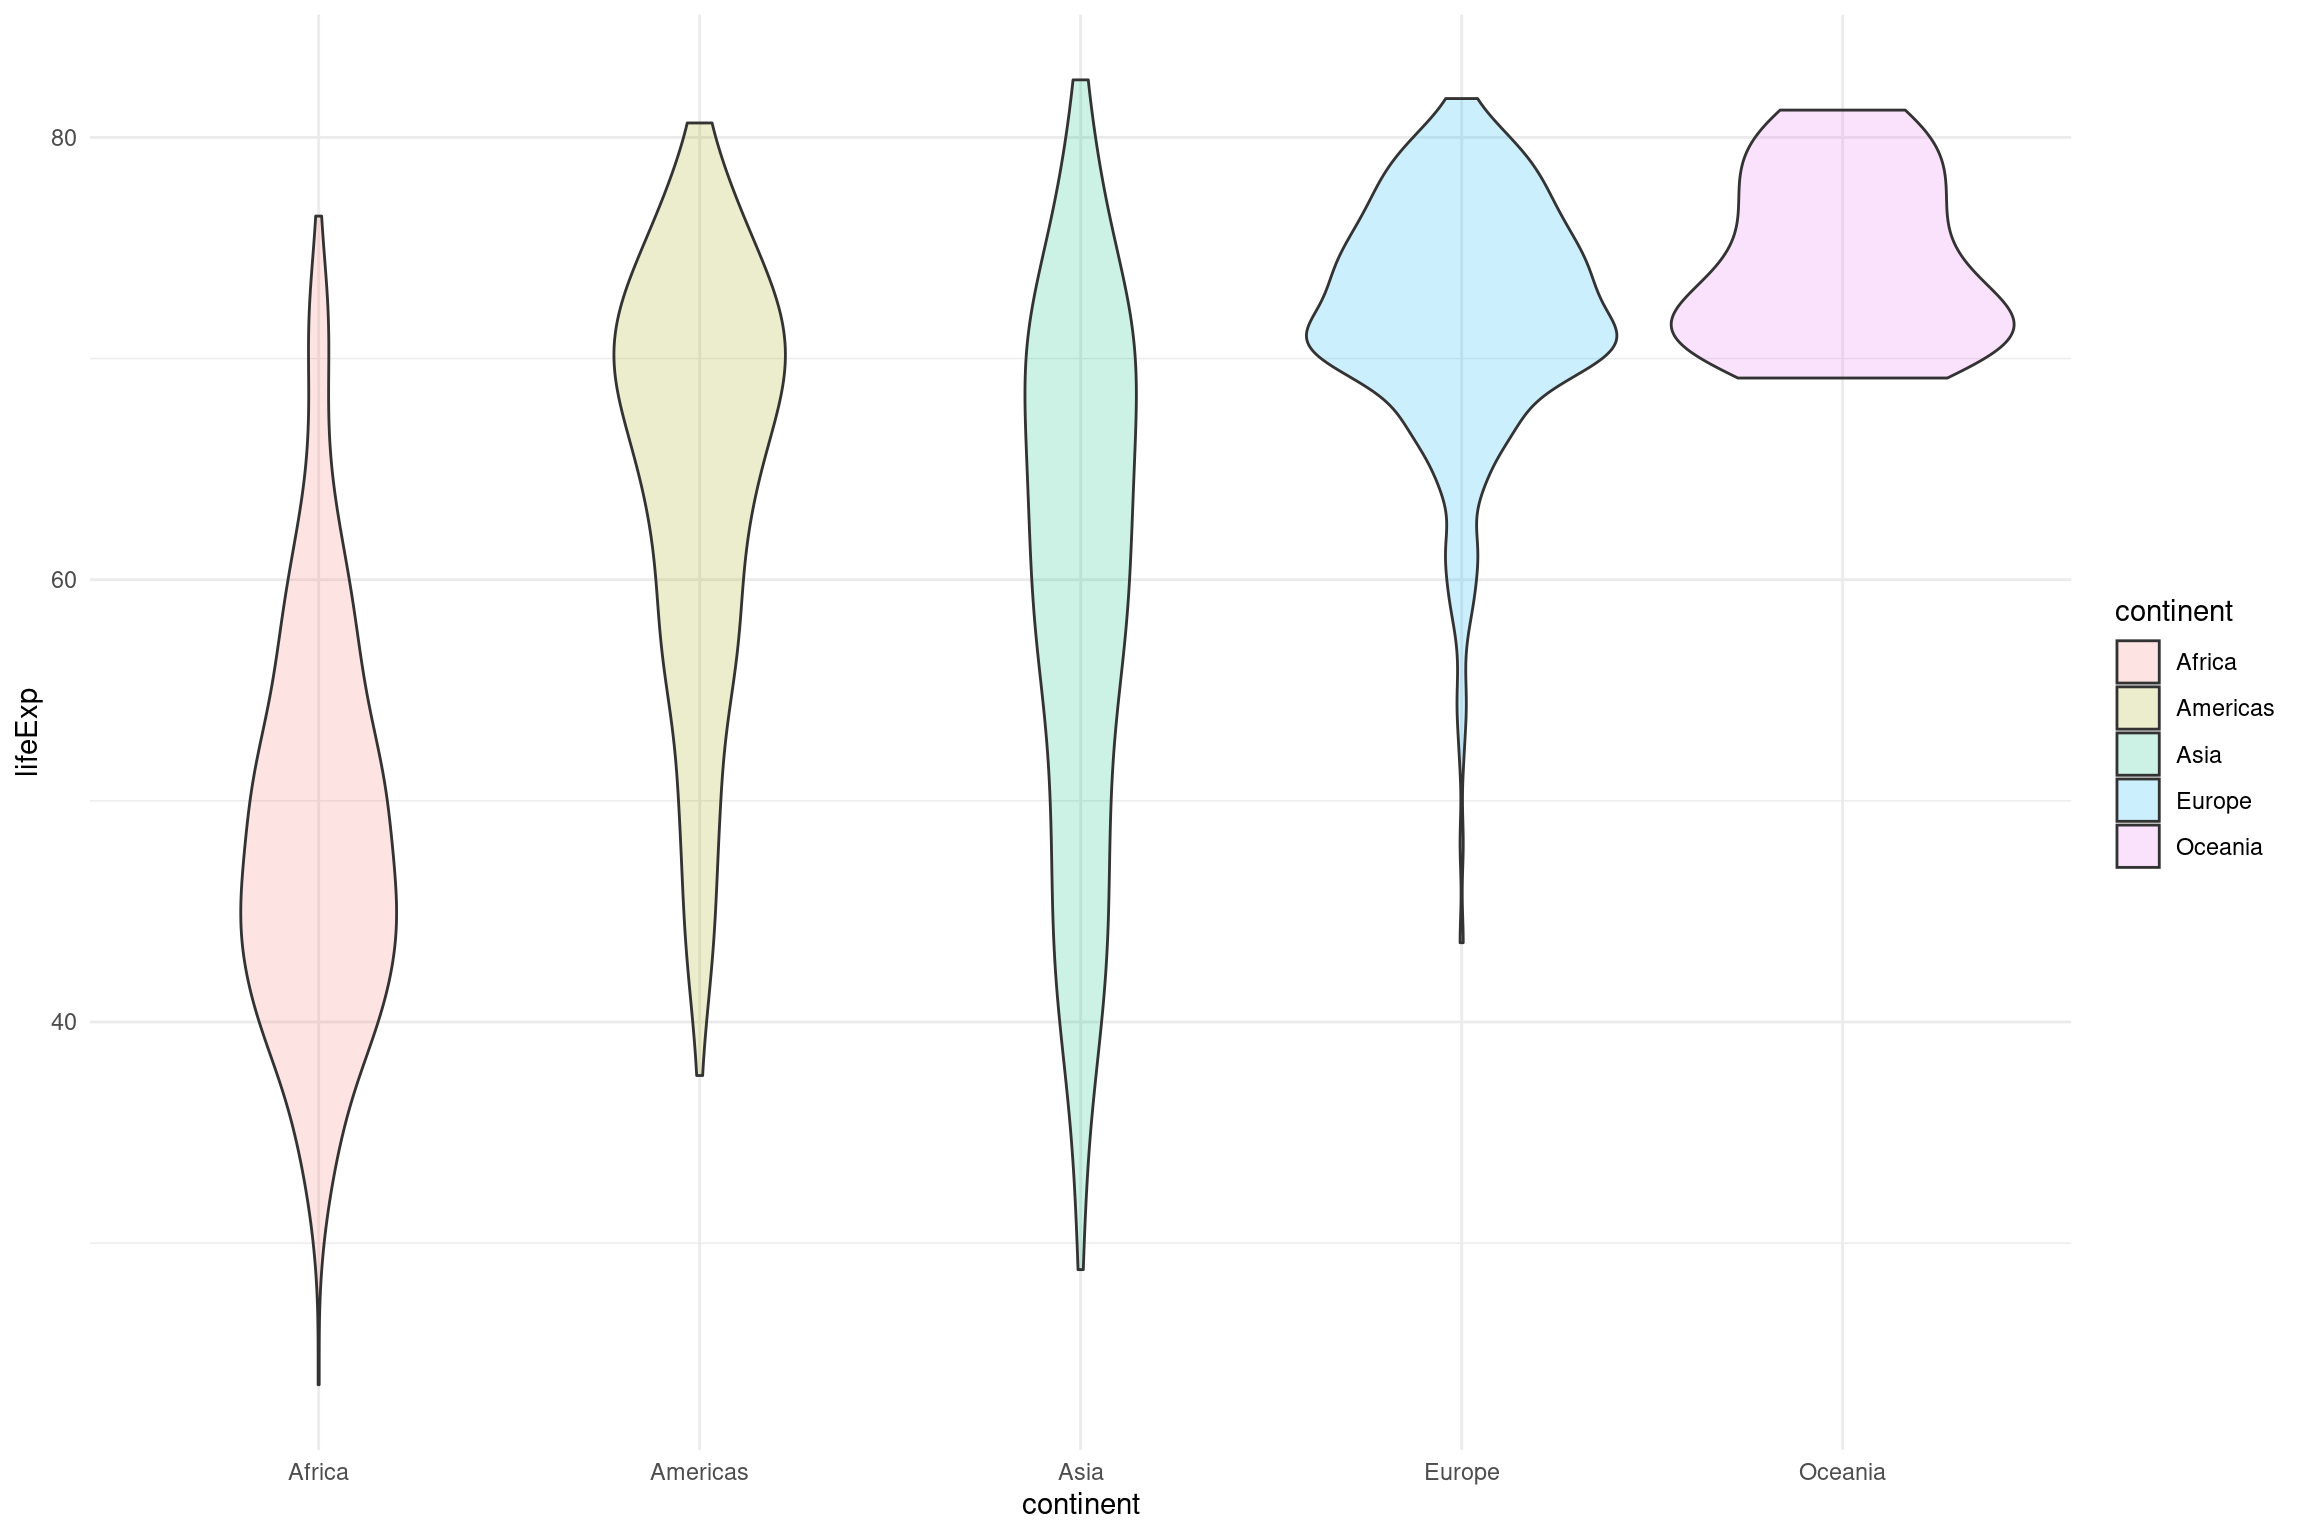 80
60
40
lifeExp
Africa
Americas
Asia
Europe
Oceania
continent
continent
Africa
Americas
Asia
Europe
Oceania